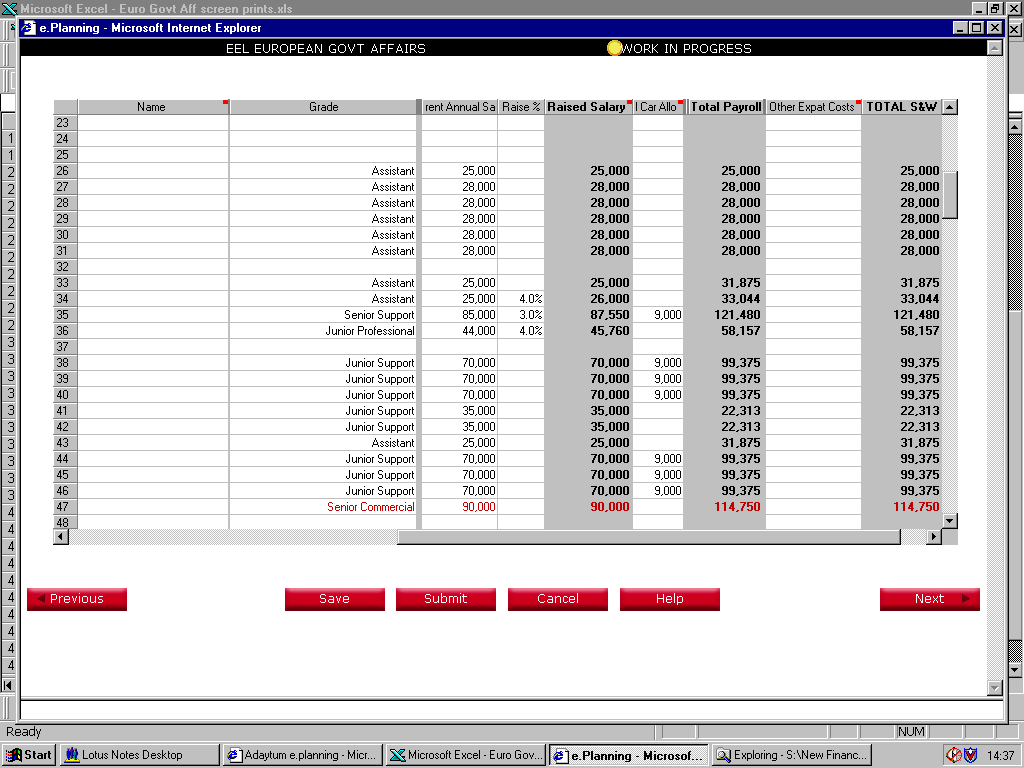 Microsoft Excel - Euro Govt Aff screen prints.xls
e.Planning - Microsoft Internet Explorer
EEL EUROPEAN GOVT AFFAIRS WORK IN PROGRESS
Name Grade rent Annual Sa Raise % Raised Salary l Car Allo Total Payroll Other Expat Costs TOTAL S&W
23
24
25
26 Assistant 25,000 25,000 25,000 25,000
27 Assistant 28,000 28,000 28,000 28,000
28 Assistant 28,000 28,000 28,000 28,000
29 Assistant 28,000 28,000 28,000 28,000
30 Assistant 28,000 28,000 28,000 28,000
31 Assistant 28,000 28,000 28,000 28,000
32
33 Assistant 25,000 25,000 31,875 31,875
34 Assistant 25,000 4.0% 26,000 33,044 33,044
35 Senior Support 85,000 3.0% 87,550 9,000 121,480 121,480
36 Junior Professional 44,000 4.0% 45,760 58,157 58,157
37
38 Junior Support 70,000 70,000 9,000 99,375 99,375
39 Junior Support 70,000 70,000 9,000 99,375 99,375
40 Junior Support 70,000 70,000 9,000 99,375 99,375
41 Junior Support 35,000 35,000 22,313 22,313
42 Junior Support 35,000 35,000 22,313 22,313
43 Assistant 25,000 25,000 31,875 31,875
44 Junior Support 70,000 70,000 9,000 99,375 99,375
45 Junior Support 70,000 70,000 9,000 99,375 99,375
46 Junior Support 70,000 70,000 9,000 99,375 99,375
47 Senior Commercial 90,000 90,000 114,750 114,750
48
Previous Save Submit Cancel Help Next
Ready NUM
Start Lotus Notes Desktop Adaytum e.planning - Micr... Microsoft Excel - Euro Gov... e.Planning - Microsof... Exploring - S:\New Financ... 14:37